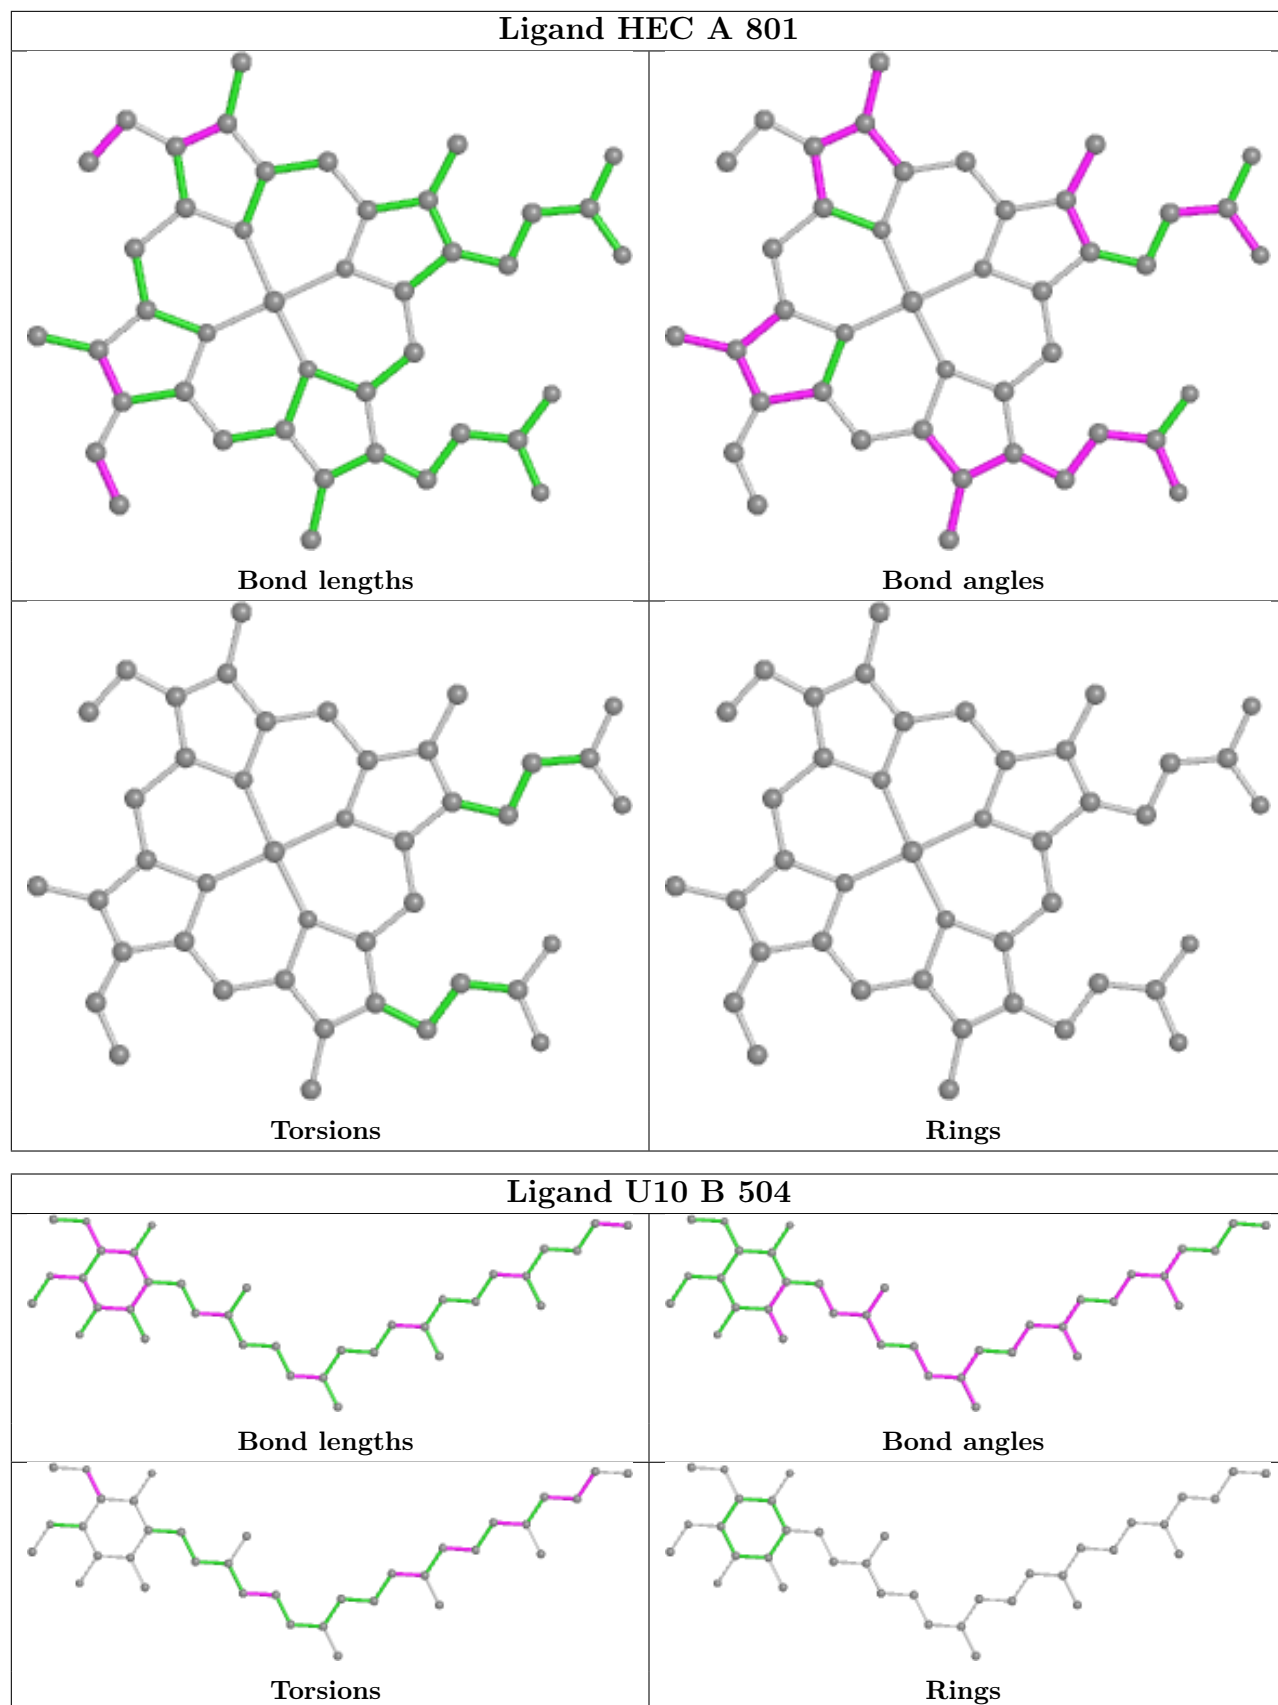 Ligand HEC A 801
Bond lengths
Bond angles
Torsions
Rings
Ligand U10 B 504
Bond lengths
Bond angles
Torsions
Rings